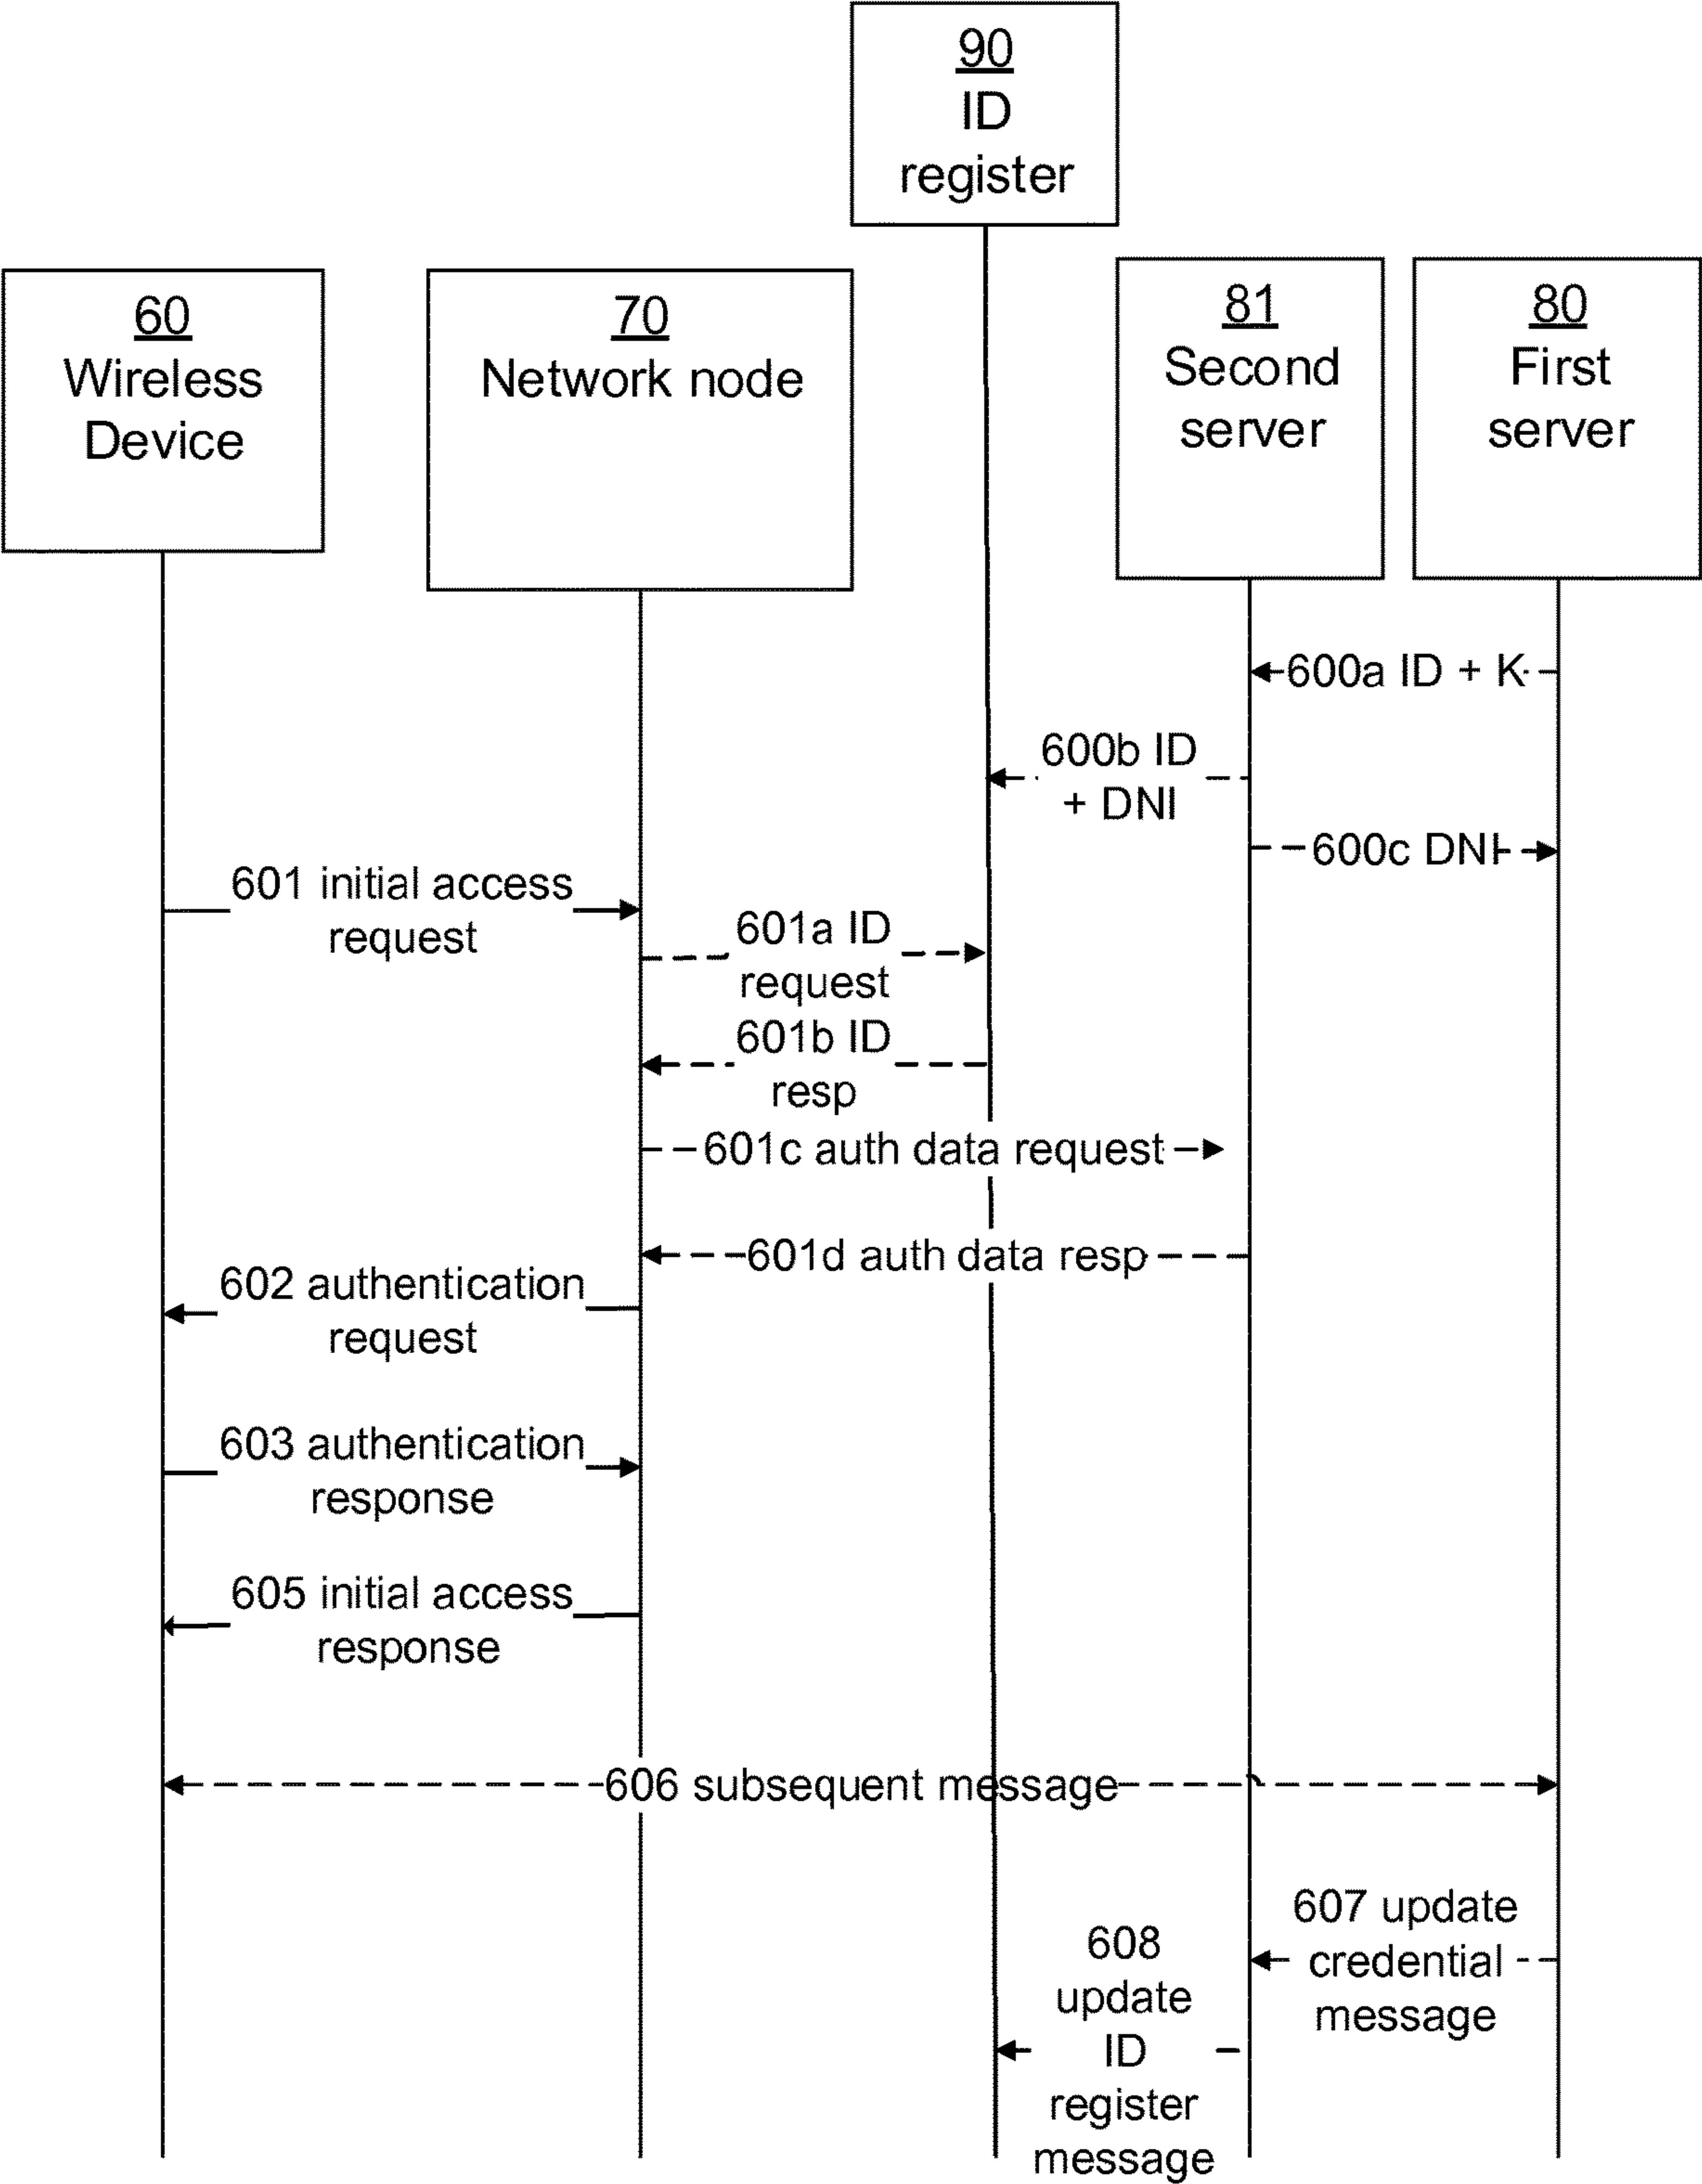 90
ID
register
60
Wireless
Device
70
Network node
81
Second
server
80
First
server
600a ID + K
600b ID
+ DNI
600c DNI
601 initial access
request
601a ID
request
601b ID
resp
601c auth data request
601d auth data resp
602 authentication
request
603 authentication
response
605 initial access
response
606 subsequent message
607 update
credential
message
608
update
ID
register
message